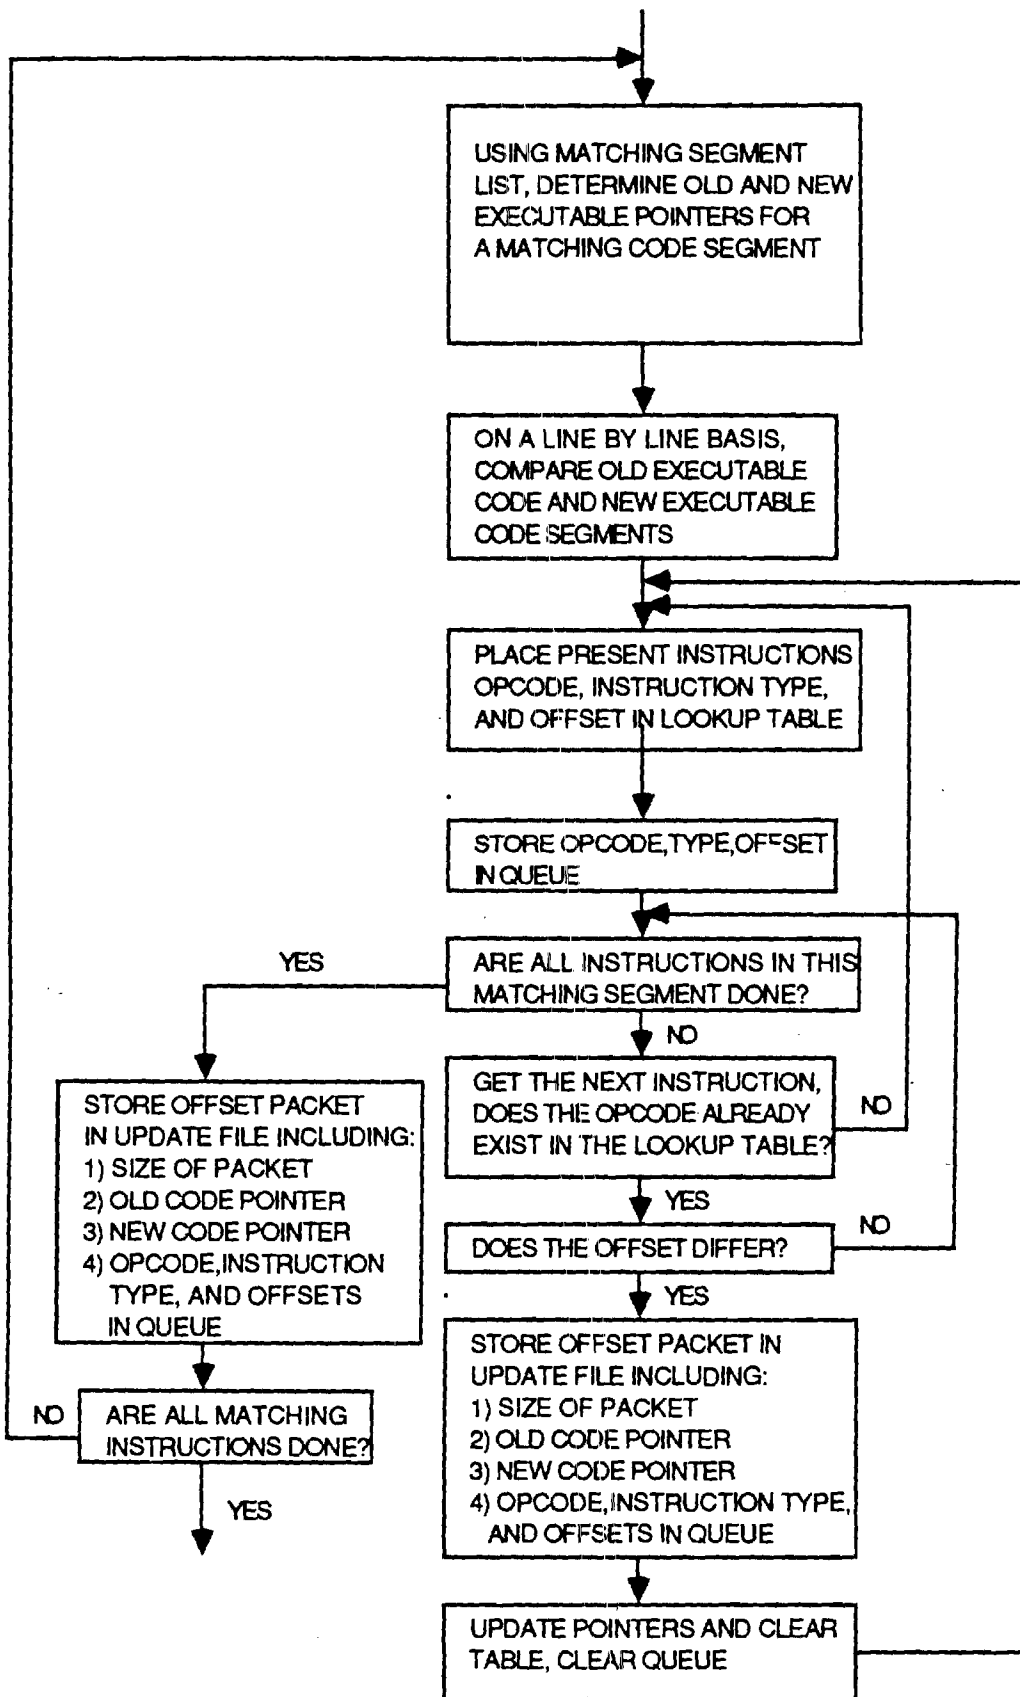 USING MATCHING SEGMENT
LIST, DETERMINE OLD AND NEW
EXECUTABLE POINTERS FOR
A MATCHING CODE SEGMENT
ON A LINE BY LINE BASIS,
COMPARE OLD EXECUTABLE
CODE AND NEW EXECUTABLE
CODE SEGMENTS
PLACE PRESENT INSTRUCTIONS
OPCODE, INSTRUCTION TYPE,
AND OFFSET IN LOOKUP TABLE
STORE OPCODE,TYPE,OFFSET
IN QUEUE
ARE ALL INSTRUCTIONS IN THIS
MATCHING SEGMENT DONE?
YES
NO
GET THE NEXT INSTRUCTION,
DOES THE OPCODE ALREADY
EXIST IN THE LOOKUP TABLE?
NO
YES
DOES THE OFFSET DIFFER?
NO
YES
STORE OFFSET PACKET IN
UPDATE FILE INCLUDING:
1) SIZE OF PACKET
2) OLD CODE POINTER
3) NEW CODE POINTER
4) OPCODE,INSTRUCTION TYPE,
AND OFFSETS IN QUEUE
UPDATE POINTERS AND CLEAR
TABLE, CLEAR QUEUE
STORE OFFSET PACKET
IN UPDATE FILE INCLUDING:
1) SIZE OF PACKET
2) OLD CODE POINTER
3) NEW CODE POINTER
4) OPCODE,INSTRUCTION
TYPE, AND OFFSETS
IN QUEUE
NO
ARE ALL MATCHING
INSTRUCTIONS DONE?
YES